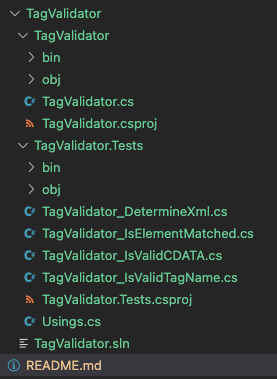 TagValidator
TagValidator
bin
obj
TagValidator.cs
TagValidator.csproj
TagValidator.Tests
bin
obj
TagValidator_DetermineXml.cs
TagValidator_IsElementMatched.cs
TagValidator_IsValidCDATA.cs
TagValidator_IsValidTagName.cs
TagValidator.Tests.csproj
Usings.cs
TagValidator.sln
README.md